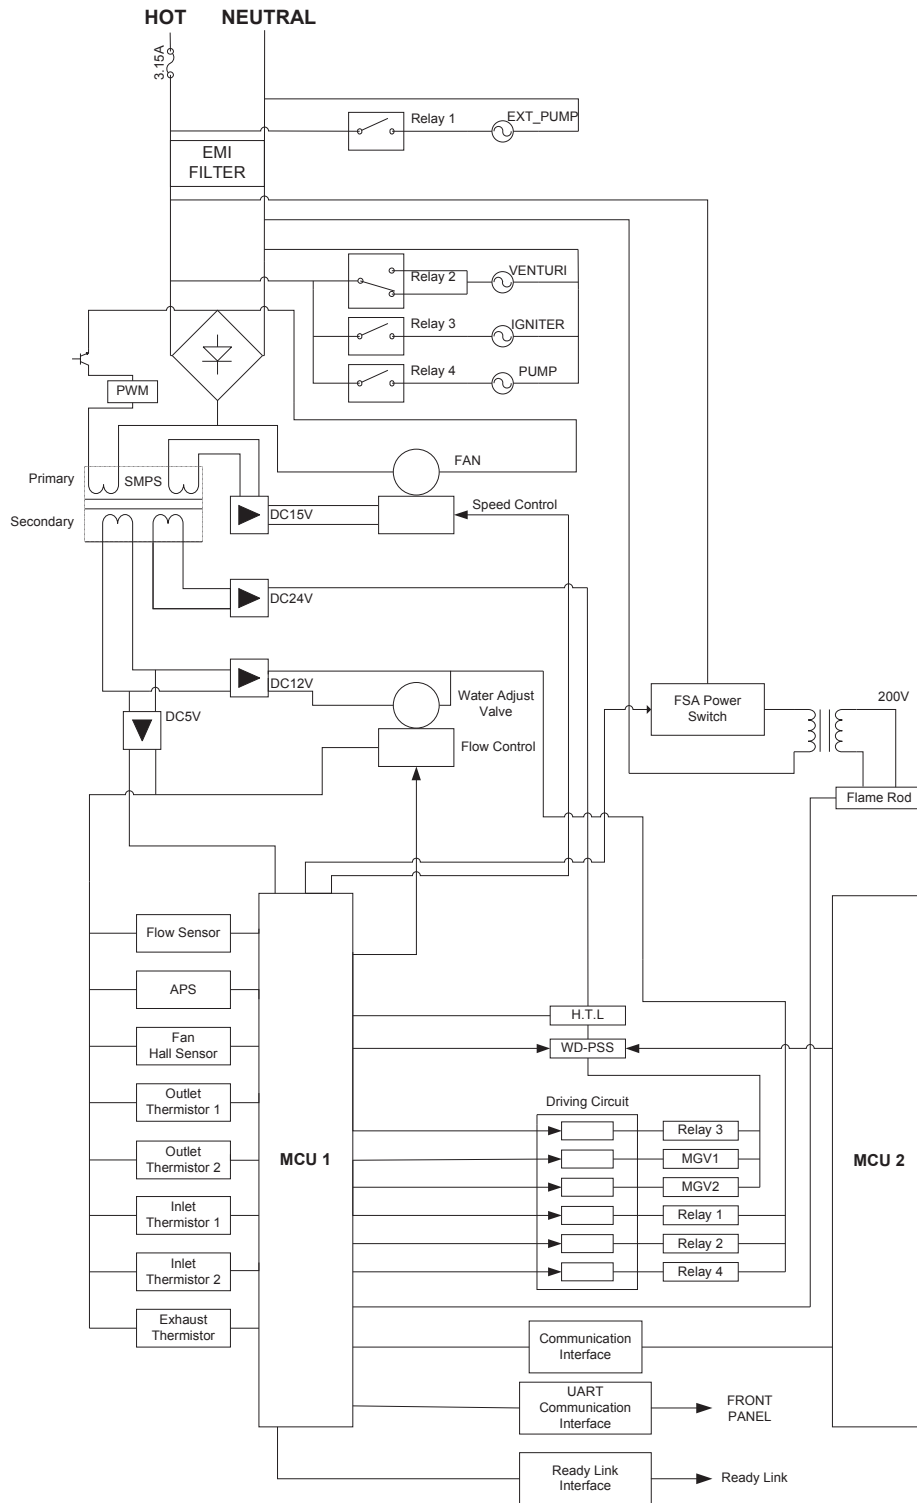 HOT
NEUTRAL
3.15A
Relay 1
EXT_PUMP
EMI
FILTER
Relay 2
VENTURI
Relay 3
IGNITER
Relay 4
PUMP
PWM
FAN
Primary
SMPS
Speed Control
Secondary
DC15V
DC24V
DC12V
Water Adjust
Valve
FSA Power
Switch
200V
DC5V
Flow Control
Flame Rod
Flow Sensor
APS
H.T.L
Fan
Hall Sensor
WD-PSS
Outlet
Thermistor 1
Driving Circuit
Relay 3
Outlet
Thermistor 2
MCU 1
MGV1
MCU 2
MGV2
Inlet
Thermistor 1
Relay 1
Relay 2
Inlet
Thermistor 2
Relay 4
Exhaust
Thermistor
Communication
Interface
UART
Communication
Interface
FRONT
PANEL
Ready Link
Interface
Ready Link